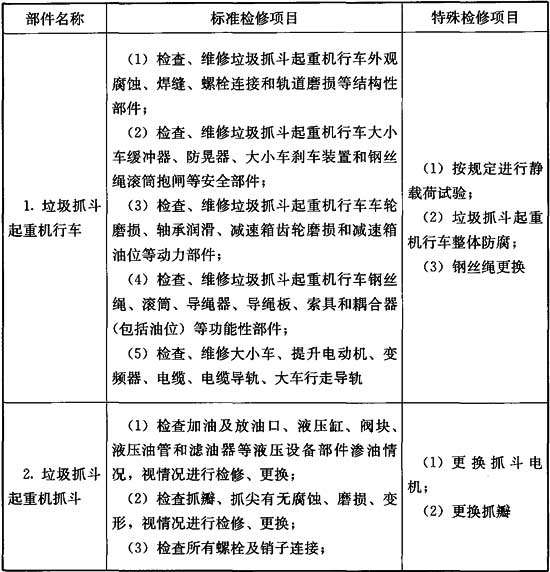 部件名称
标准检修项目
特殊检修项目
1. 垃圾抓斗
起重机行车
(1) 检查、维修垃圾抓斗起重机行车外观
腐蚀、焊缝、螺栓连接和轨道磨损等结构性
部件；
(2) 检查、维修垃圾抓斗起重机行车大小
车缓冲器、防晃器、大小车刹车装置和钢丝
绳滚筒抱闸等安全部件；
(3) 检查、维修垃圾抓斗起重机行车车轮
磨损、轴承润滑、减速箱齿轮磨损和减速箱
油位等动力部件；
(4) 检查、维修垃圾抓斗起重机行车钢丝
绳、滚筒、导绳器、导绳板、索具和耦合器
(包括油位) 等功能性部件；
(5) 检查、维修大小车、提升电动机、变
频器、电缆、电缆导轨、大车行走导轨
(1) 按规定进行静
载荷试验；
(2) 垃圾抓斗起重
机行车整体防腐；
(3) 钢丝绳更换
2. 垃圾抓斗
起重机抓斗
(1) 检查加油及放油口、液压缸、阀块、
液压油管和滤油器等液压设备部件渗油情
况，视情况进行检修、更换；
(2) 检查抓瓣、抓尖有无腐蚀、磨损、变
形，视情况进行检修、更换；
(3) 检查所有螺栓及销子连接；
(1) 更换抓斗电
机；
(2) 更换抓瓣